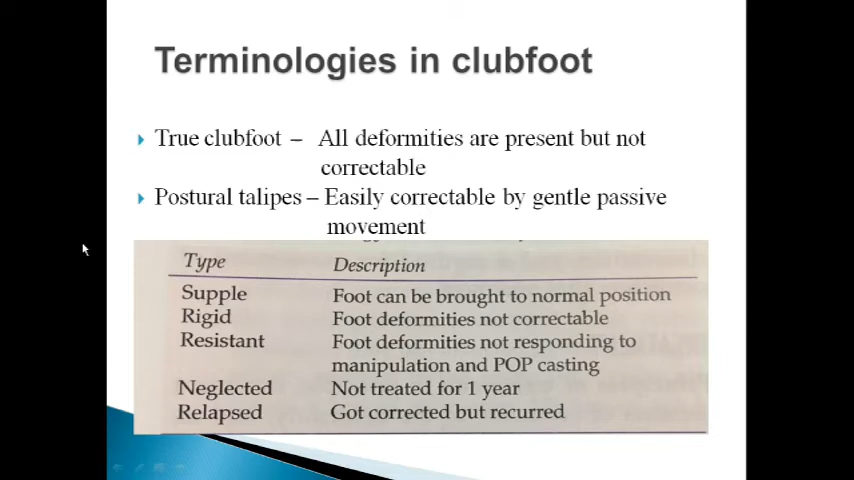 Terminologies in clubfoot
True clubfoot – All deformities are present but not
correctable
Postural talipes – Easily correctable by gentle passive
movement
Type Description
Supple Foot can be brought to normal position
Rigid Foot deformities not correctable
Resistant Foot deformities not responding to
manipulation and POP casting
Neglected Not treated for 1 year
Relapsed Got corrected but recurred